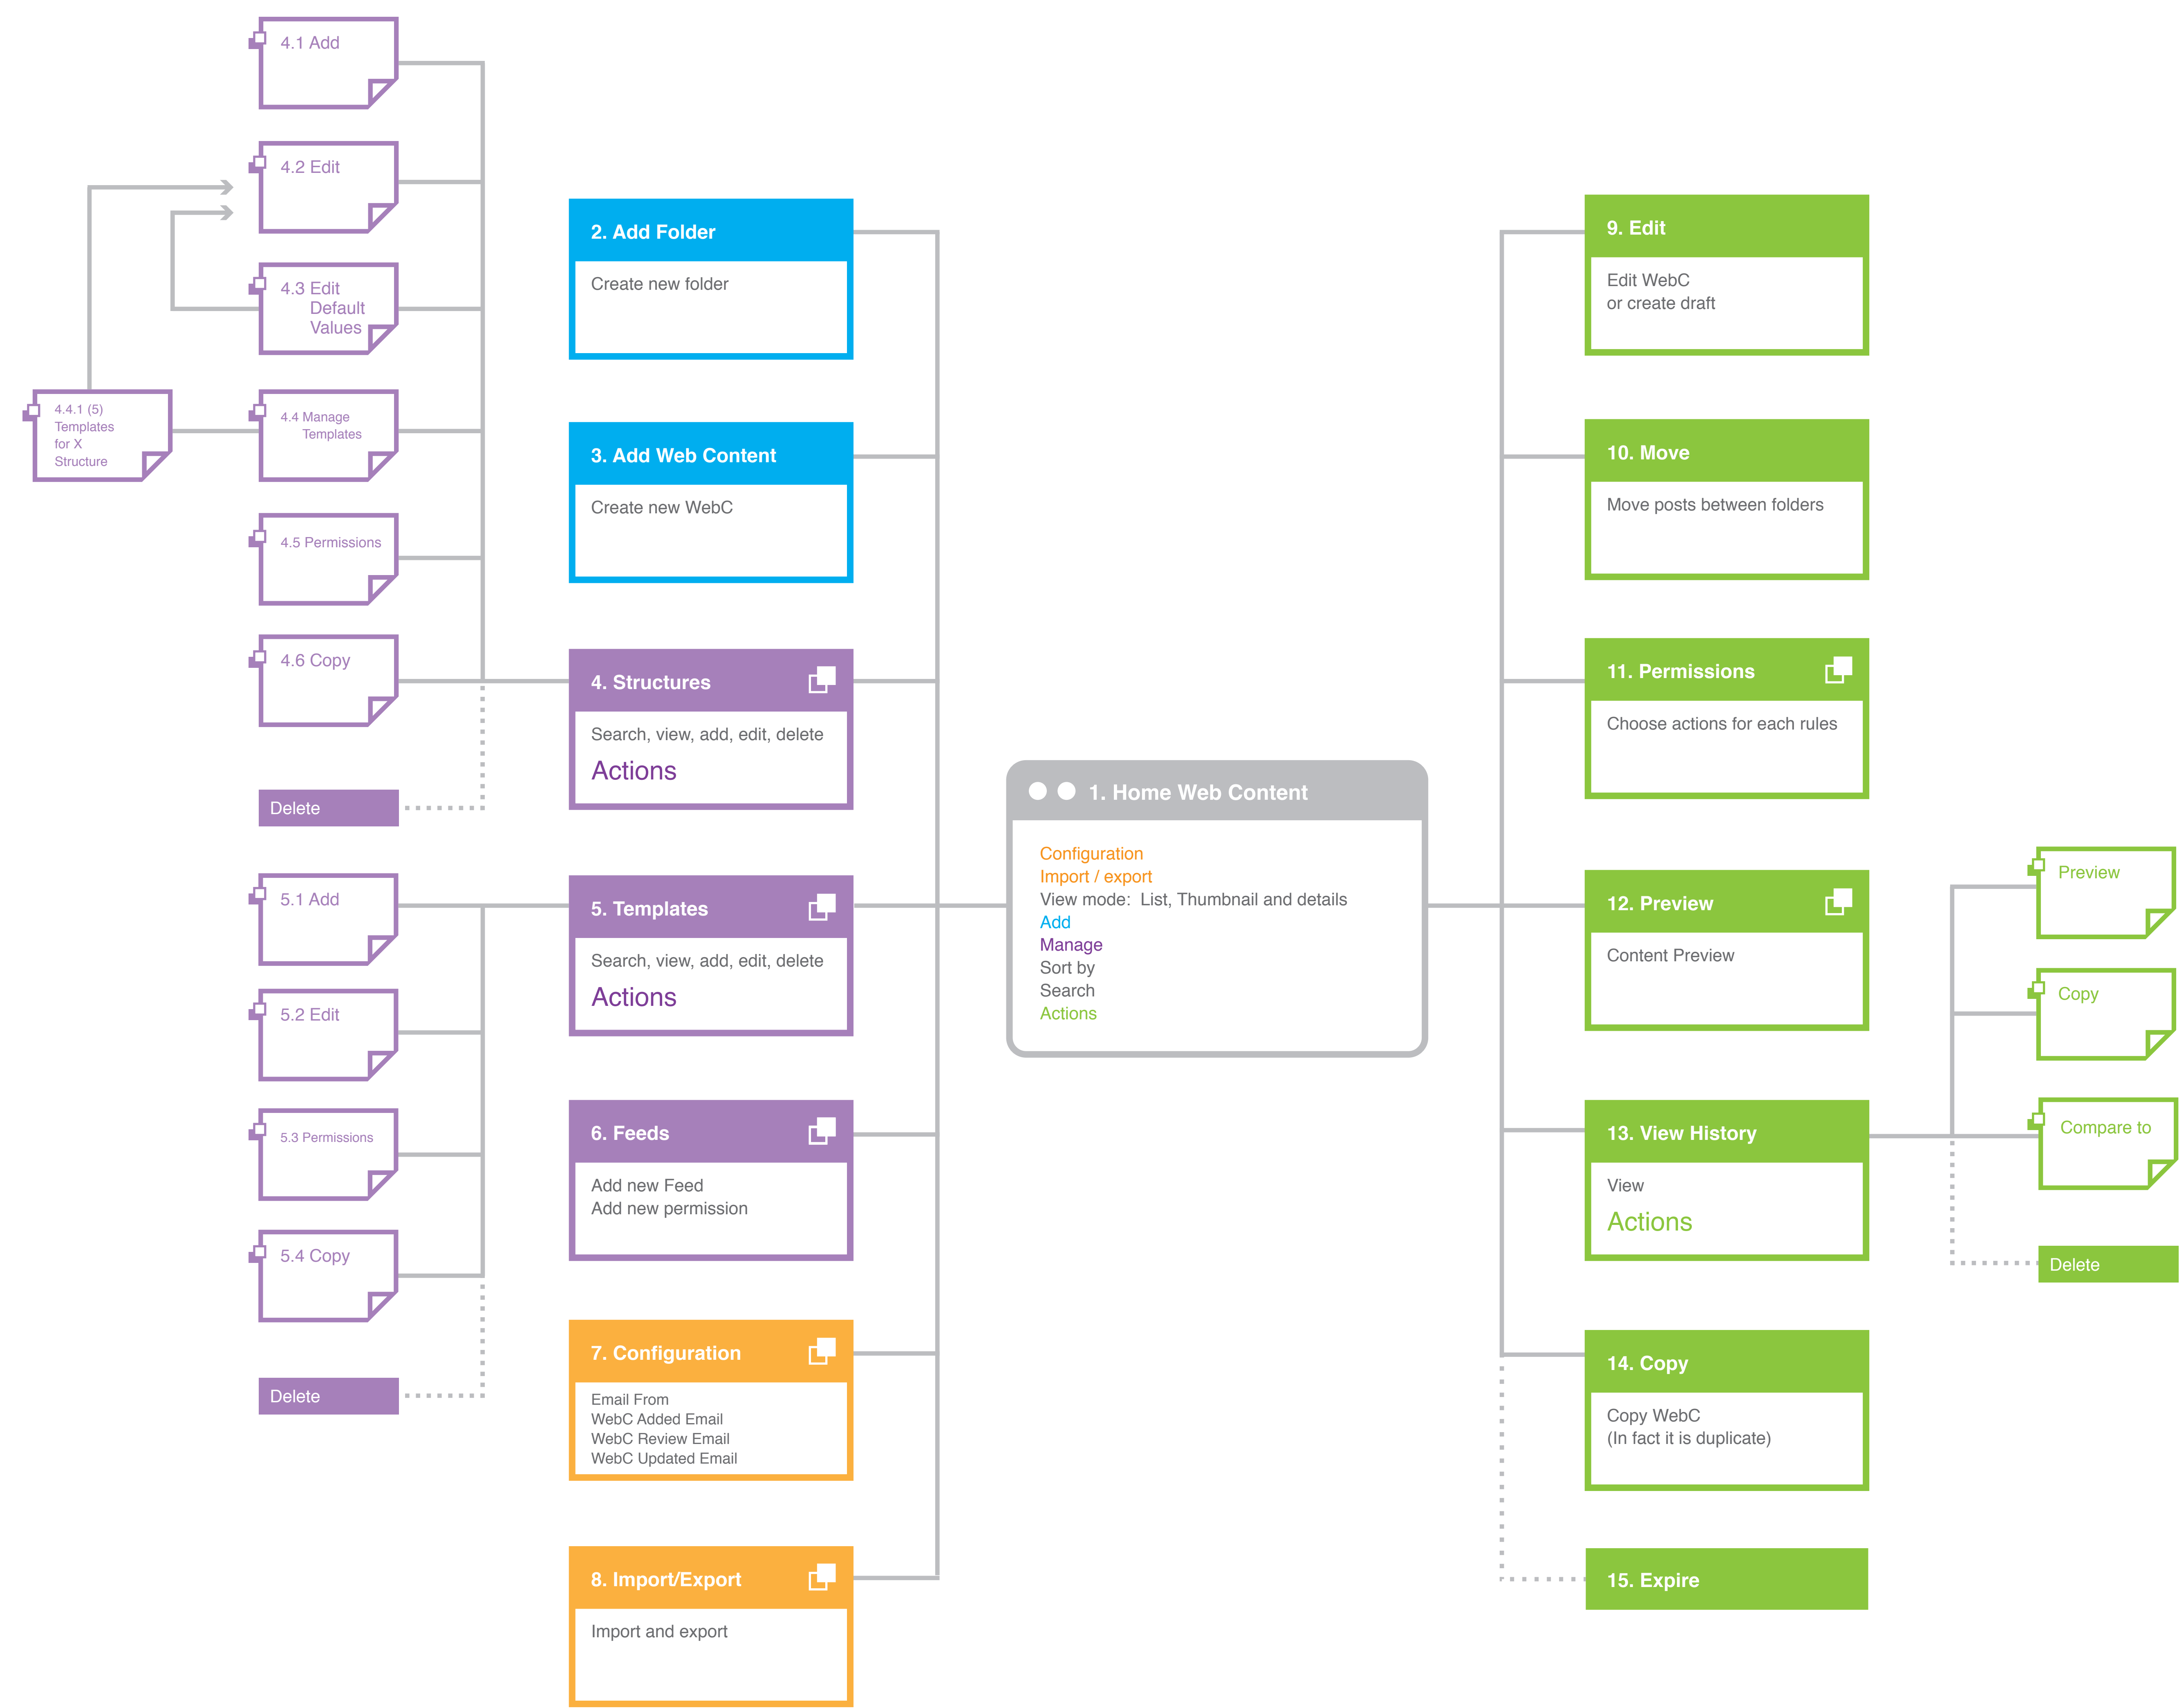 4.1 Add
4.2 Edit
4.3 Edit
Default
Values
4.4.1 (5)
Templates
for X
Structure
4.4 Manage
Templates
4.5 Permissions
4.6 Copy
Delete
5.1 Add
5.2 Edit
5.3 Permissions
5.4 Copy
Delete
2. Add Folder
Create new folder
3. Add Web Content
Create new WebC
4. Structures
Search, view, add, edit, delete
Actions
5. Templates
Search, view, add, edit, delete
Actions
6. Feeds
Add new Feed
Add new permission
7. Configuration
Email From
WebC Added Email
WebC Review Email
WebC Updated Email
8. Import/Export
Import and export
1. Home Web Content
Configuration
Import / export
View mode: List, Thumbnail and details
Add
Manage
Sort by
Search
Actions
9. Edit
Edit WebC
or create draft
10. Move
Move posts between folders
11. Permissions
Choose actions for each rules
12. Preview
Content Preview
13. View History
View
Actions
14. Copy
Copy WebC
(In fact it is duplicate)
15. Expire
Preview
Copy
Compare to
Delete